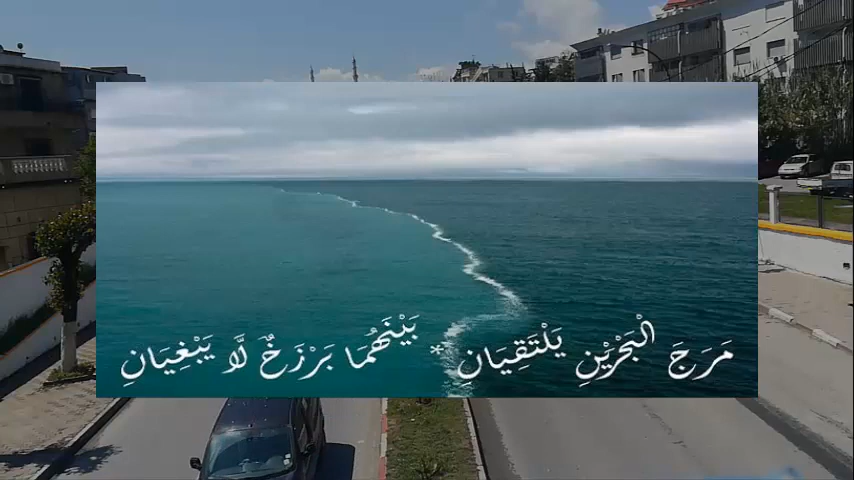 مَرَجَ الْبَحْرَيْنِ يَلْتَقِيَانِ * بَيْنَهُمَا بَرْزَخٌ لَّا يَبْغِيَانِ